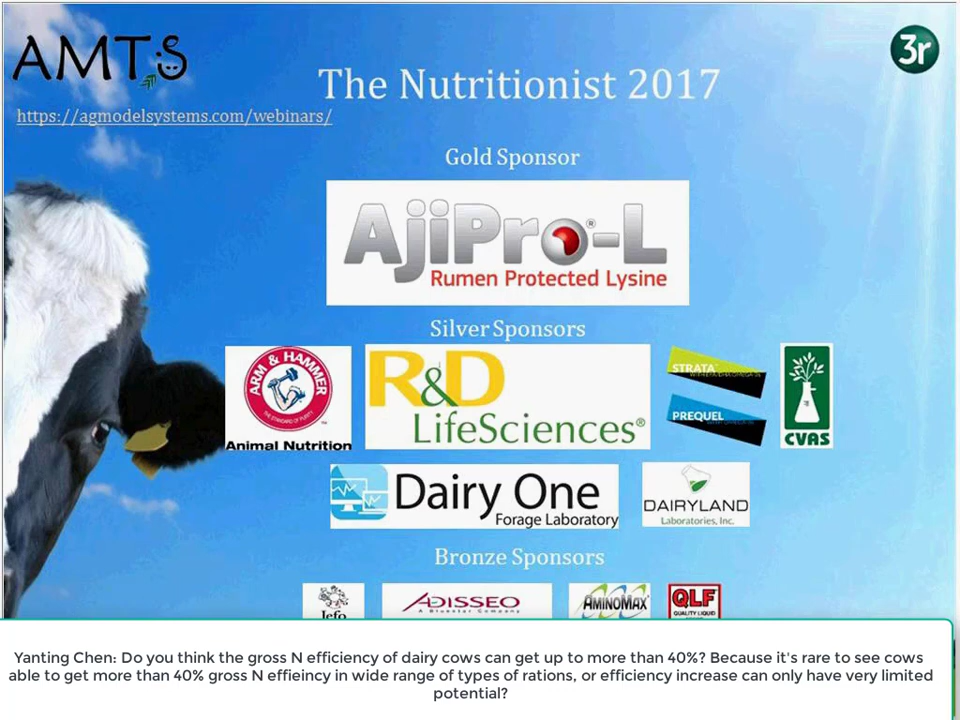 AMTS
3r
The Nutritionist 2017
https://agmodelsystems.com/webinars/
Gold Sponsor
AjiPro®-L
Rumen Protected Lysine
Silver Sponsors
ARM & HAMMER
Animal Nutrition
R&D
LifeSciences®
STRATA
PREQUEL
CVAS
Dairy One
Forage Laboratory
DAIRYLAND
Laboratories, Inc.
Bronze Sponsors
Jefo
ADISSEO
A Bluestar Company
AMINOMAX
QLF
QUALITY LIQUID
Yanting Chen: Do you think the gross N efficiency of dairy cows can get up to more than 40%? Because it's rare to see cows
able to get more than 40% gross N effieincy in wide range of types of rations, or efficiency increase can only have very limited
potential?